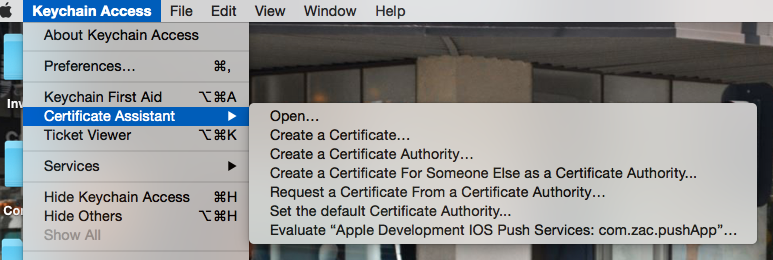 Keychain Access File Edit View Window Help
About Keychain Access
Preferences... ⌘,
Keychain First Aid ⌥⌘A
Certificate Assistant ▶
Ticket Viewer ⌥⌘K
Services ▶
Hide Keychain Access ⌘H
Hide Others ⌥⌘H
Show All
Open...
Create a Certificate...
Create a Certificate Authority...
Create a Certificate For Someone Else as a Certificate Authority...
Request a Certificate From a Certificate Authority...
Set the default Certificate Authority...
Evaluate “Apple Development IOS Push Services: com.zac.pushApp”...
Inv